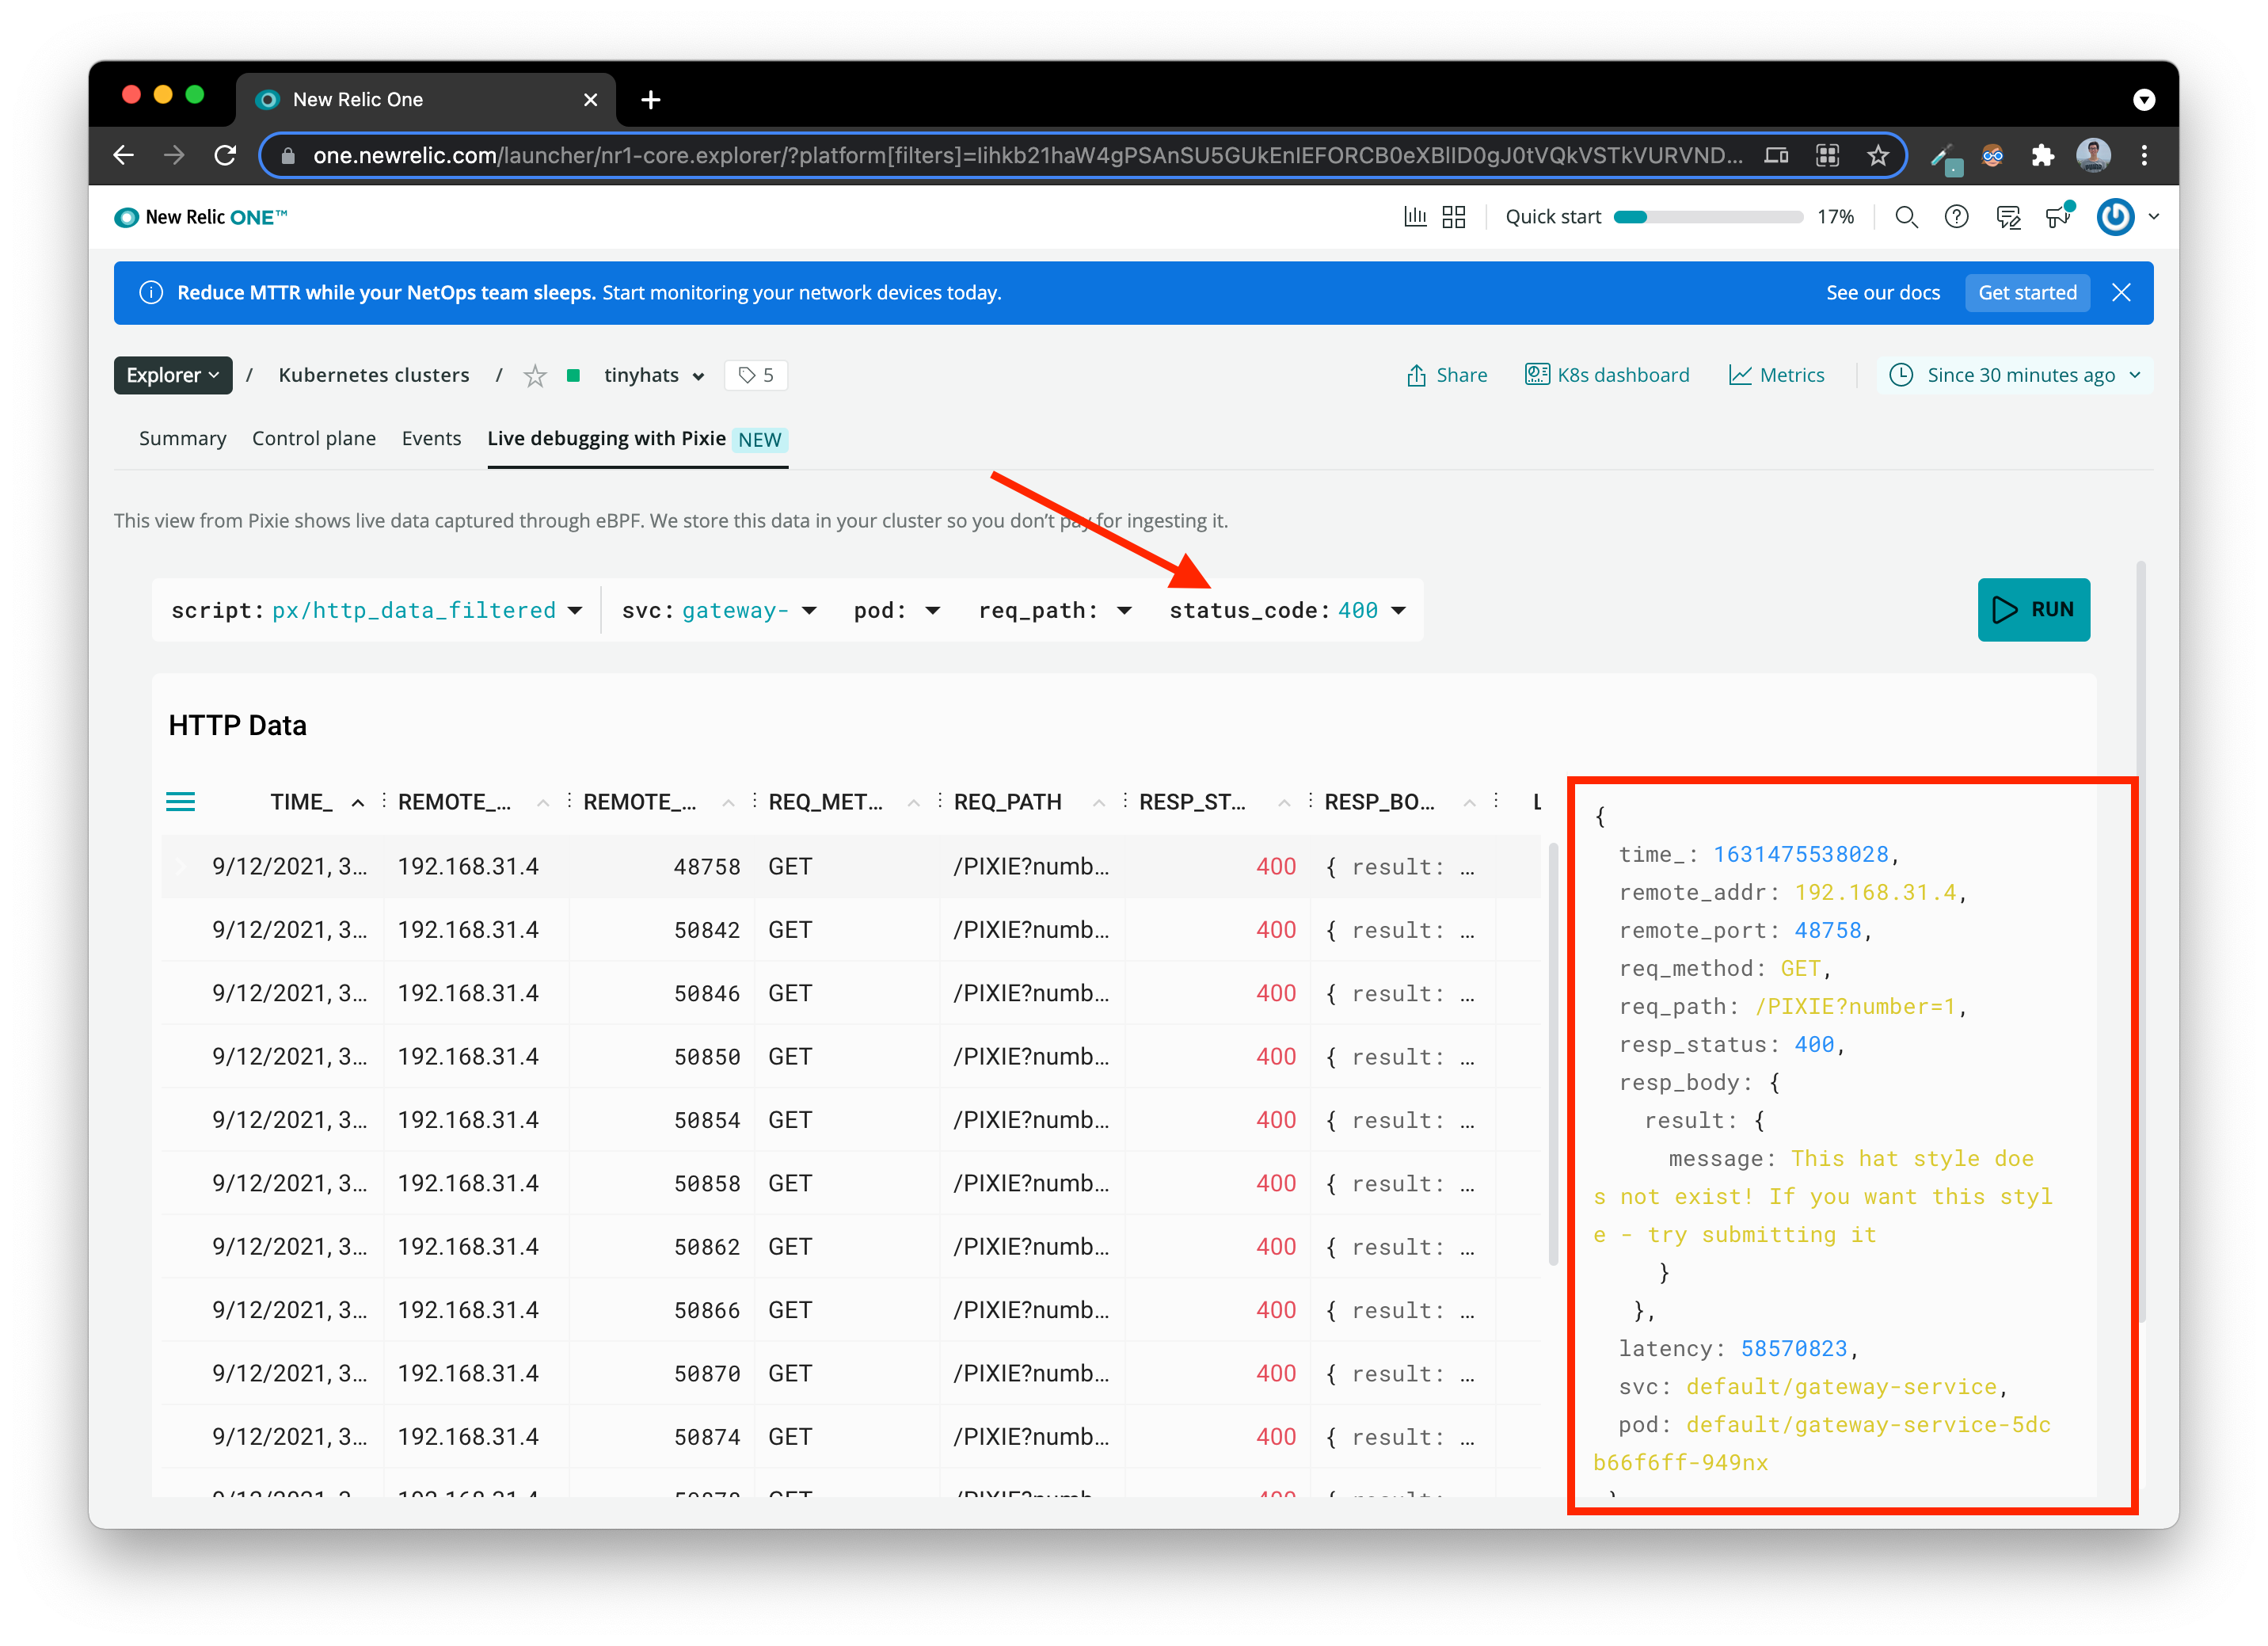 New Relic One
one.newrelic.com/launcher/nr1-core.explorer/?platform[filters]=Iihkb21haW4gPSAnSU5GUkEnIEFORCB0eXBlID0gJ0tVQkVSTkVURVND...
New Relic ONE™
Quick start 17%
Reduce MTTR while your NetOps team sleeps. Start monitoring your network devices today.
See our docs Get started
Explorer / Kubernetes clusters / tinyhats 5
Share K8s dashboard Metrics Since 30 minutes ago
Summary Control plane Events Live debugging with Pixie NEW
This view from Pixie shows live data captured through eBPF. We store this data in your cluster so you don't pay for ingesting it.
script: px/http_data_filtered svc: gateway- pod: req_path: status_code: 400
RUN
HTTP Data
TIME_ REMOTE_... REMOTE_... REQ_MET... REQ_PATH RESP_ST... RESP_BO... L
9/12/2021, 3... 192.168.31.4 48758 GET /PIXIE?numb... 400 { result: ...
9/12/2021, 3... 192.168.31.4 50842 GET /PIXIE?numb... 400 { result: ...
9/12/2021, 3... 192.168.31.4 50846 GET /PIXIE?numb... 400 { result: ...
9/12/2021, 3... 192.168.31.4 50850 GET /PIXIE?numb... 400 { result: ...
9/12/2021, 3... 192.168.31.4 50854 GET /PIXIE?numb... 400 { result: ...
9/12/2021, 3... 192.168.31.4 50858 GET /PIXIE?numb... 400 { result: ...
9/12/2021, 3... 192.168.31.4 50862 GET /PIXIE?numb... 400 { result: ...
9/12/2021, 3... 192.168.31.4 50866 GET /PIXIE?numb... 400 { result: ...
9/12/2021, 3... 192.168.31.4 50870 GET /PIXIE?numb... 400 { result: ...
9/12/2021, 3... 192.168.31.4 50874 GET /PIXIE?numb... 400 { result: ...
{
time_: 1631475538028,
remote_addr: 192.168.31.4,
remote_port: 48758,
req_method: GET,
req_path: /PIXIE?number=1,
resp_status: 400,
resp_body: {
result: {
message: This hat style doe
s not exist! If you want this styl
e - try submitting it
}
},
latency: 58570823,
svc: default/gateway-service,
pod: default/gateway-service-5dc
b66f6ff-949nx